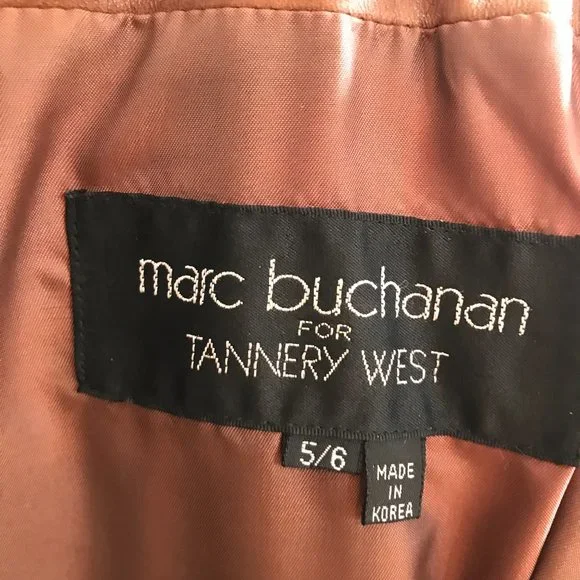 marc buchanan
FOR
TANNERY WEST
5/6
MADE
IN
KOREA